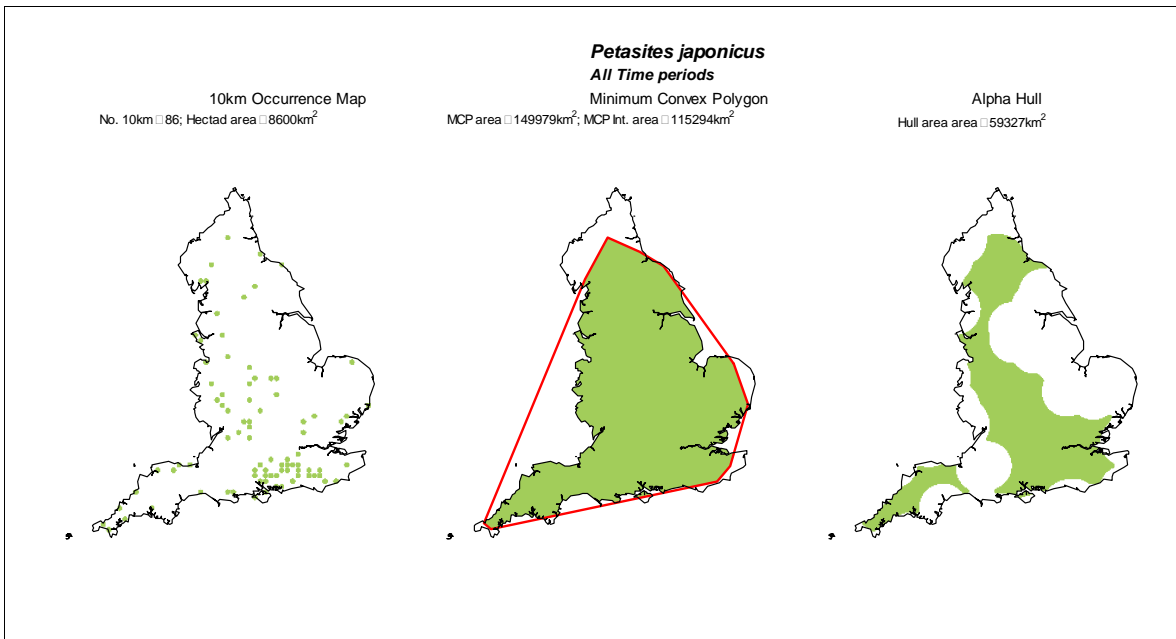 Petasites japonicus
All Time periods
10km Occurrence Map
No. 10km □ 86; Hectad area □ 8600km²
Minimum Convex Polygon
MCP area □ 149979km²; MCP Int. area □ 115294km²
Alpha Hull
Hull area area □ 59327km²